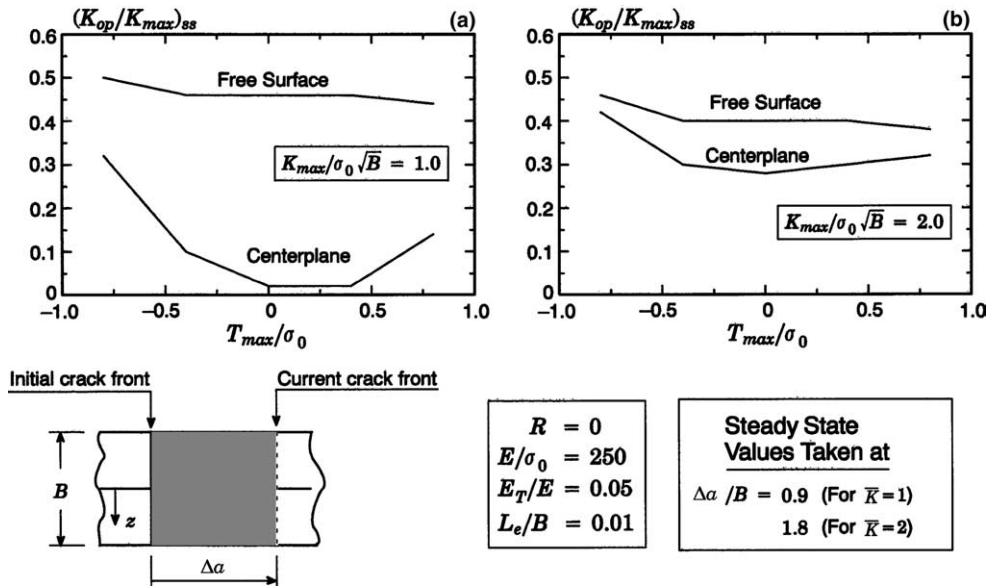 (K_op/K_max)_ss (a)
0.6
0.5
0.4
0.3
0.2
0.1
0
Free Surface
K_max/σ_0 √B = 1.0
Centerplane
−1.0 −0.5 0 0.5 1.0
T_max/σ_0
(K_op/K_max)_ss (b)
0.6
0.5
0.4
0.3
0.2
0.1
0
Free Surface
Centerplane
K_max/σ_0 √B = 2.0
−1.0 −0.5 0 0.5 1.0
T_max/σ_0
Initial crack front
Current crack front
B
z
Δa
R = 0
E/σ_0 = 250
E_T/E = 0.05
L_e/B = 0.01
Steady State
Values Taken at
Δa/B = 0.9 (For K̅=1)
1.8 (For K̅=2)